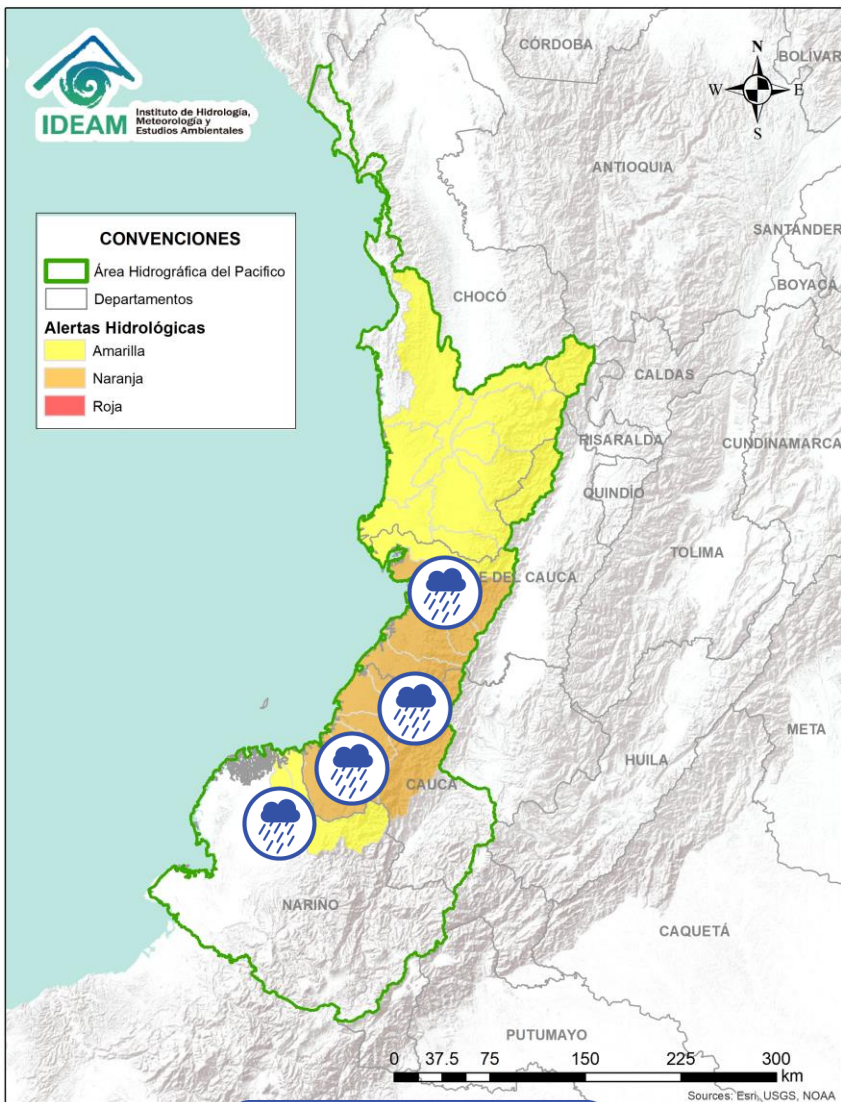 IDEAM
Instituto de Hidrología,
Meteorología y
Estudios Ambientales
N
W
E
S
CÓRDOBA
BOLÍVAR
ANTIOQUIA
SANTANDER
BOYACÁ
CHOCÓ
CONVENCIONES
Área Hidrográfica del Pacifico
Departamentos
Alertas Hidrológicas
Amarilla
Naranja
Roja
CALDAS
RISARALDA
CUNDINAMARCA
QUINDÍO
TOLIMA
E DEL CAUCA
META
HUILA
CAUCA
NARIÑO
CAQUETÁ
PUTUMAYO
0 37.5 75 150 225 300
km
Sources: Esri, USGS, NOAA